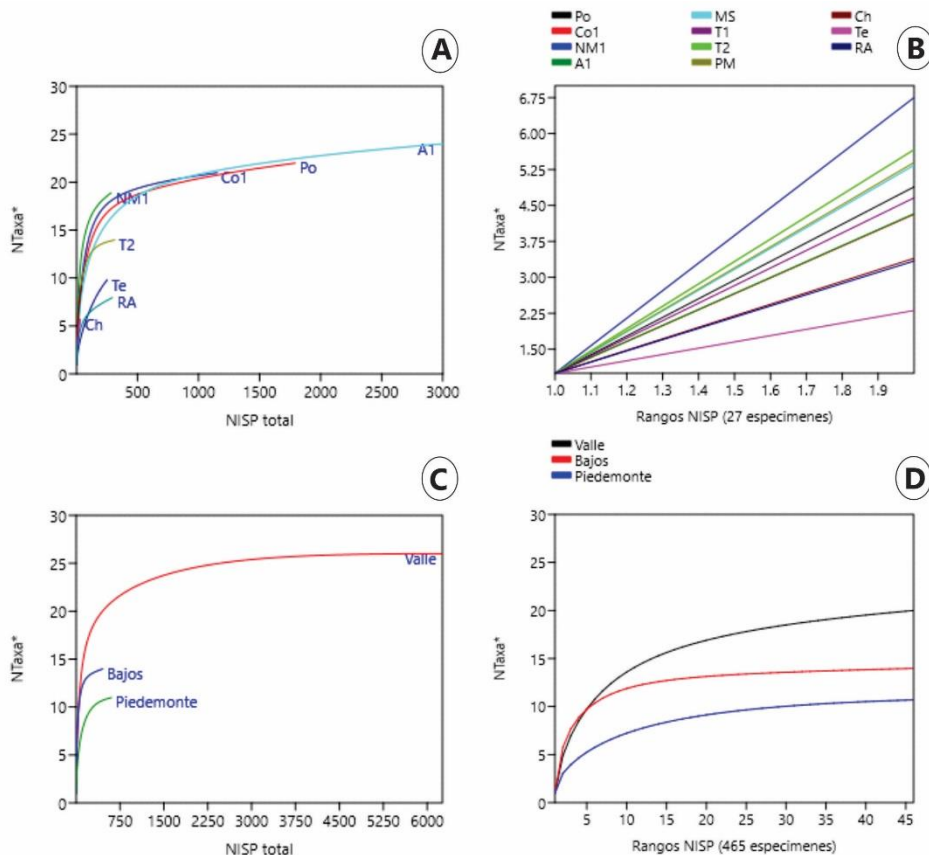 A
NTaxa*
30
25
20
15
10
5
0
A1
Po
Co1
NM1
T2
Te
RA
Ch
500 1000 1500 2000 2500 3000
NISP total
Po MS Ch
Co1 T1 Te
NM1 T2 RA
A1 PM
B
NTaxa*
6.75
6.00
5.25
4.50
3.75
3.00
2.25
1.50
1.0 1.1 1.2 1.3 1.4 1.5 1.6 1.7 1.8 1.9
Rangos NISP (27 especimenes)
C
NTaxa*
30
25
20
15
10
5
0
Valle
Bajos
Piedemonte
750 1500 2250 3000 3750 4500 5250 6000
NISP total
Valle
Bajos
Piedemonte
D
NTaxa*
30
25
20
15
10
5
0
5 10 15 20 25 30 35 40 45
Rangos NISP (465 especimenes)